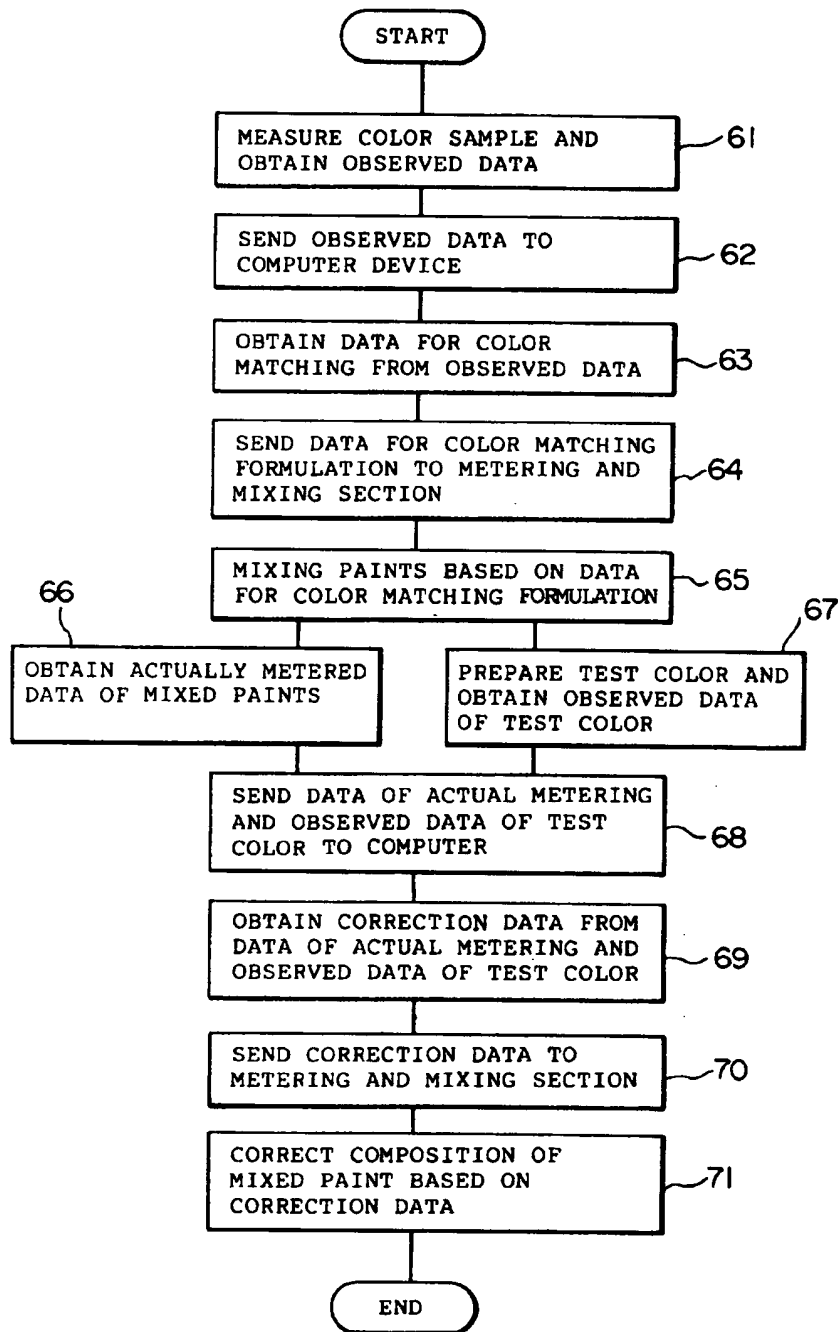 START
MEASURE COLOR SAMPLE AND
OBTAIN OBSERVED DATA
61
SEND OBSERVED DATA TO
COMPUTER DEVICE
62
OBTAIN DATA FOR COLOR
MATCHING FROM OBSERVED DATA
63
SEND DATA FOR COLOR MATCHING
FORMULATION TO METERING AND
MIXING SECTION
64
MIXING PAINTS BASED ON DATA
FOR COLOR MATCHING FORMULATION
65
66
OBTAIN ACTUALLY METERED
DATA OF MIXED PAINTS
67
PREPARE TEST COLOR AND
OBTAIN OBSERVED DATA
OF TEST COLOR
SEND DATA OF ACTUAL METERING
AND OBSERVED DATA OF TEST
COLOR TO COMPUTER
68
OBTAIN CORRECTION DATA FROM
DATA OF ACTUAL METERING AND
OBSERVED DATA OF TEST COLOR
69
SEND CORRECTION DATA TO
METERING AND MIXING SECTION
70
CORRECT COMPOSITION OF
MIXED PAINT BASED ON
CORRECTION DATA
71
END